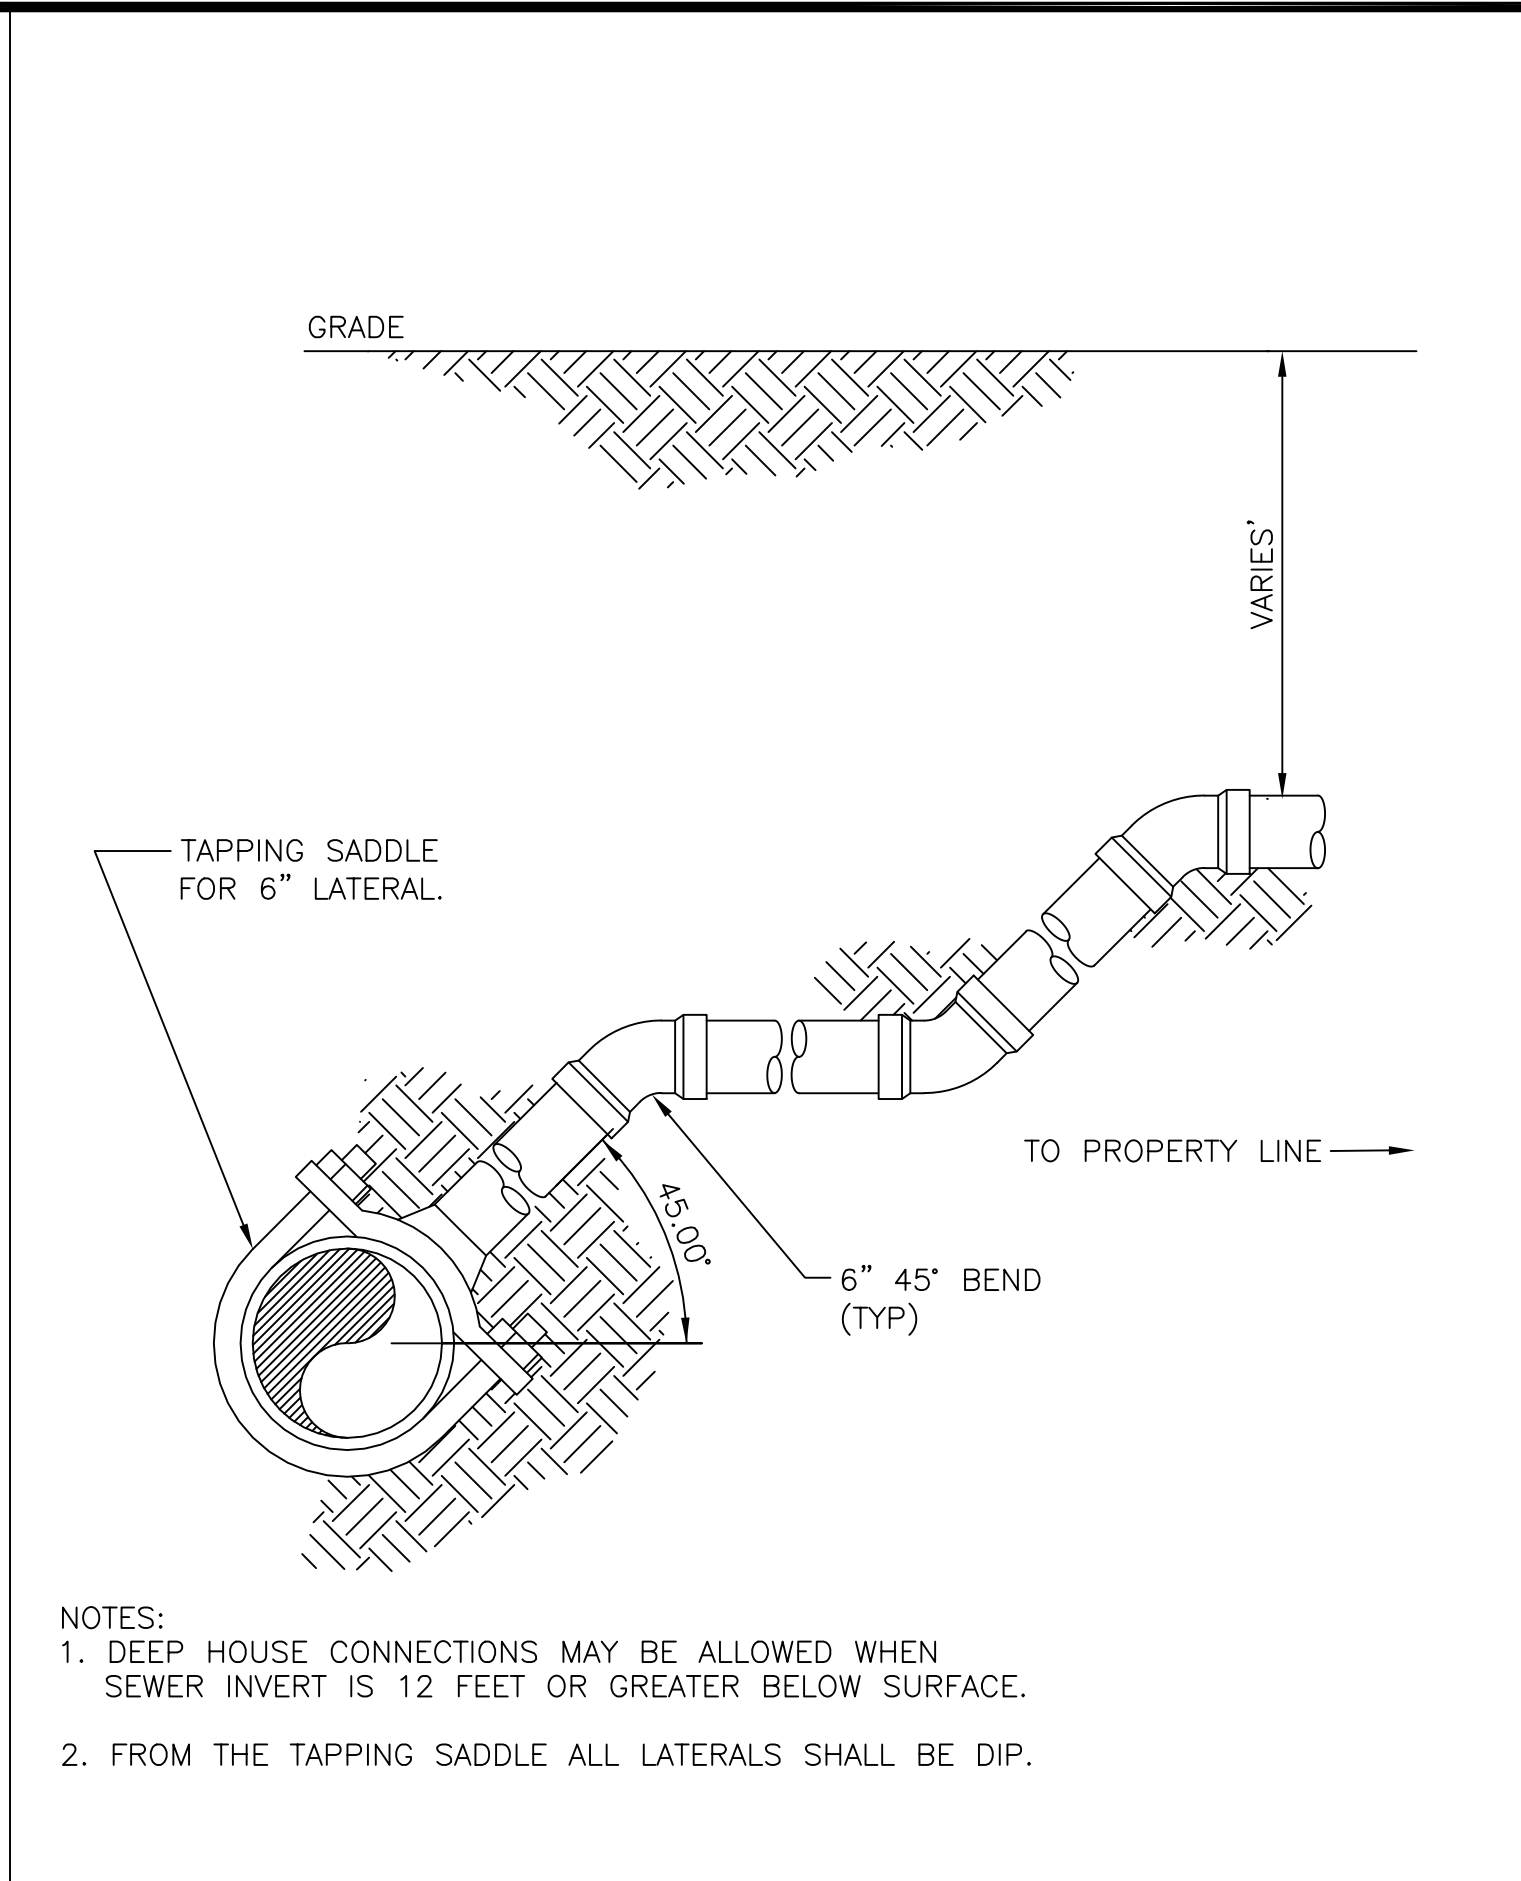 GRADE
VARIES'
TAPPING SADDLE
FOR 6" LATERAL.
TO PROPERTY LINE
45.00°
6" 45° BEND
(TYP)
NOTES:
1. DEEP HOUSE CONNECTIONS MAY BE ALLOWED WHEN
SEWER INVERT IS 12 FEET OR GREATER BELOW SURFACE.
2. FROM THE TAPPING SADDLE ALL LATERALS SHALL BE DIP.